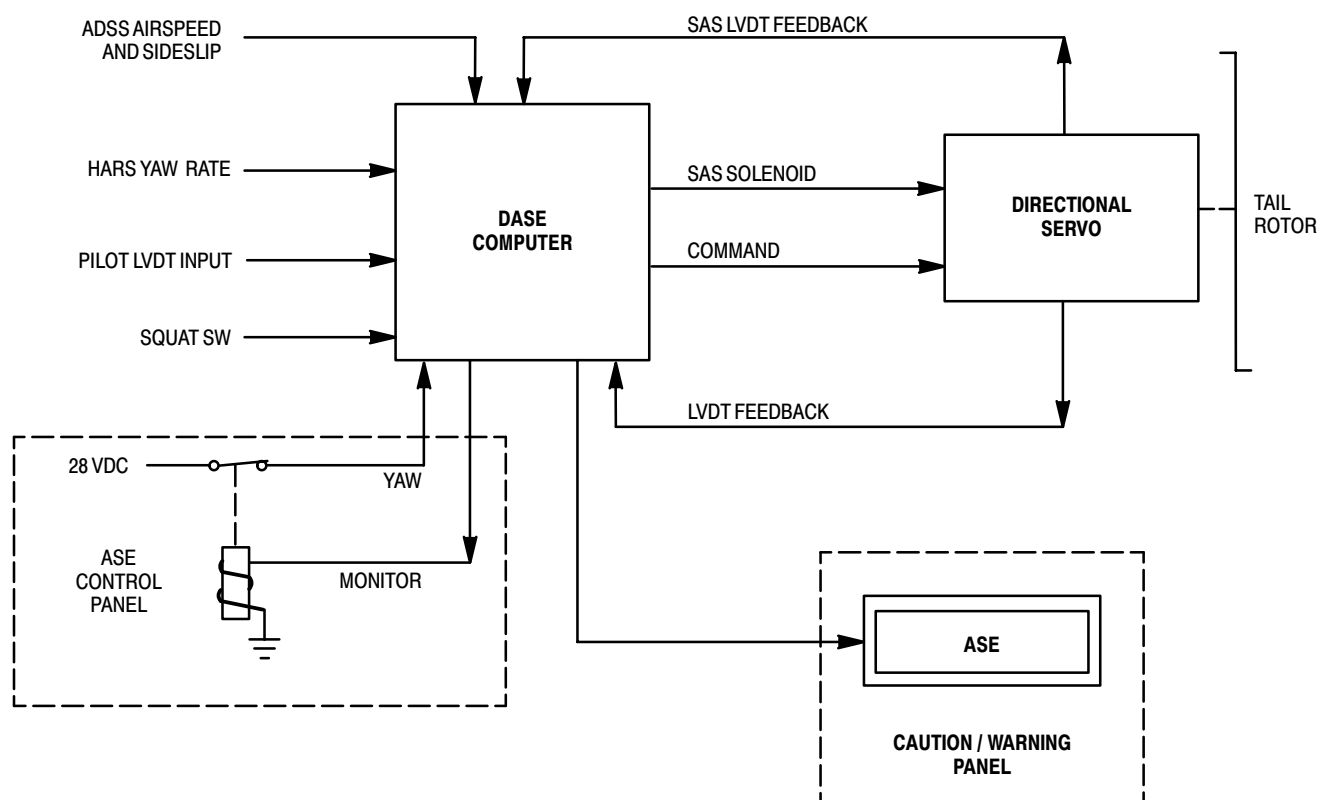 ADSS AIRSPEED
AND SIDESLIP
SAS LVDT FEEDBACK
HARS YAW RATE
DASE
COMPUTER
SAS SOLENOID
DIRECTIONAL
SERVO
TAIL
ROTOR
PILOT LVDT INPUT
COMMAND
SQUAT SW
LVDT FEEDBACK
28 VDC
YAW
ASE
CONTROL
PANEL
MONITOR
ASE
CAUTION / WARNING
PANEL